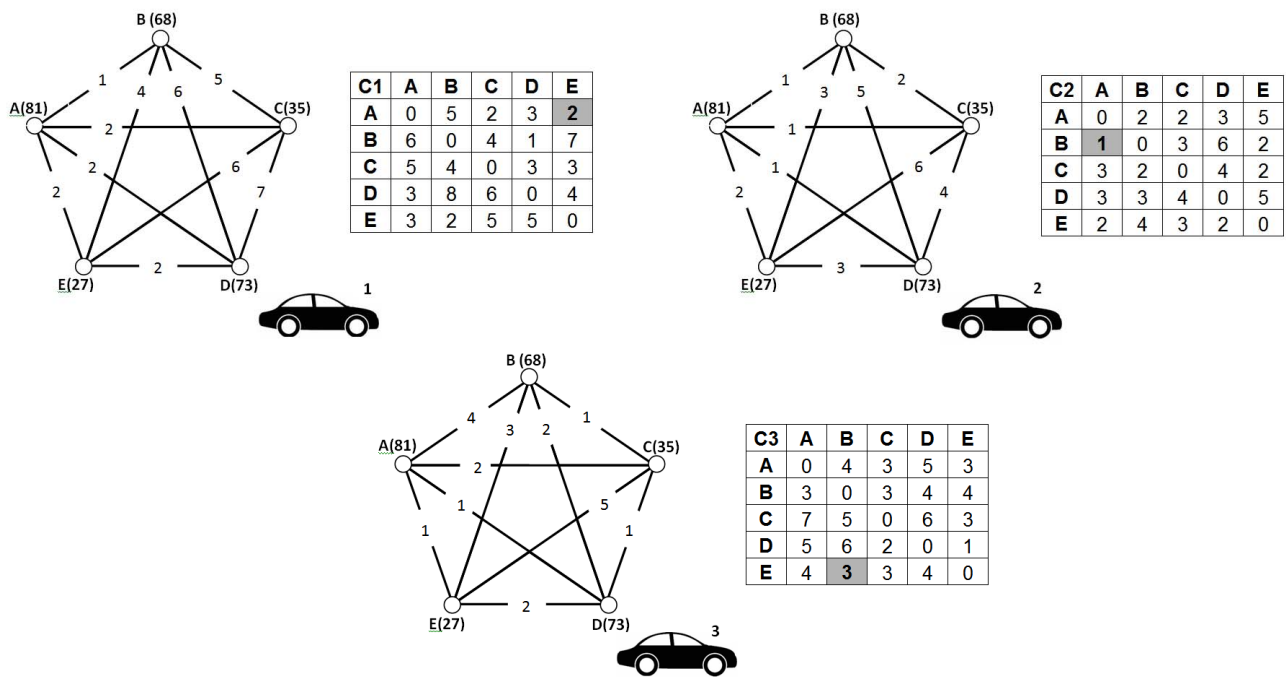 B (68)
1
4
6
5
A(81)
C(35)
2
2
6
2
7
2
E(27)
D(73)
1
C1 A B C D E
A 0 5 2 3 2
B 6 0 4 1 7
C 5 4 0 3 3
D 3 8 6 0 4
E 3 2 5 5 0
B (68)
1
3
5
2
A(81)
C(35)
1
1
6
2
4
3
E(27)
D(73)
2
C2 A B C D E
A 0 2 2 3 5
B 1 0 3 6 2
C 3 2 0 4 2
D 3 3 4 0 5
E 2 4 3 2 0
B (68)
4
3
2
1
A(81)
C(35)
2
1
5
1
1
2
E(27)
D(73)
3
C3 A B C D E
A 0 4 3 5 3
B 3 0 3 4 4
C 7 5 0 6 3
D 5 6 2 0 1
E 4 3 3 4 0